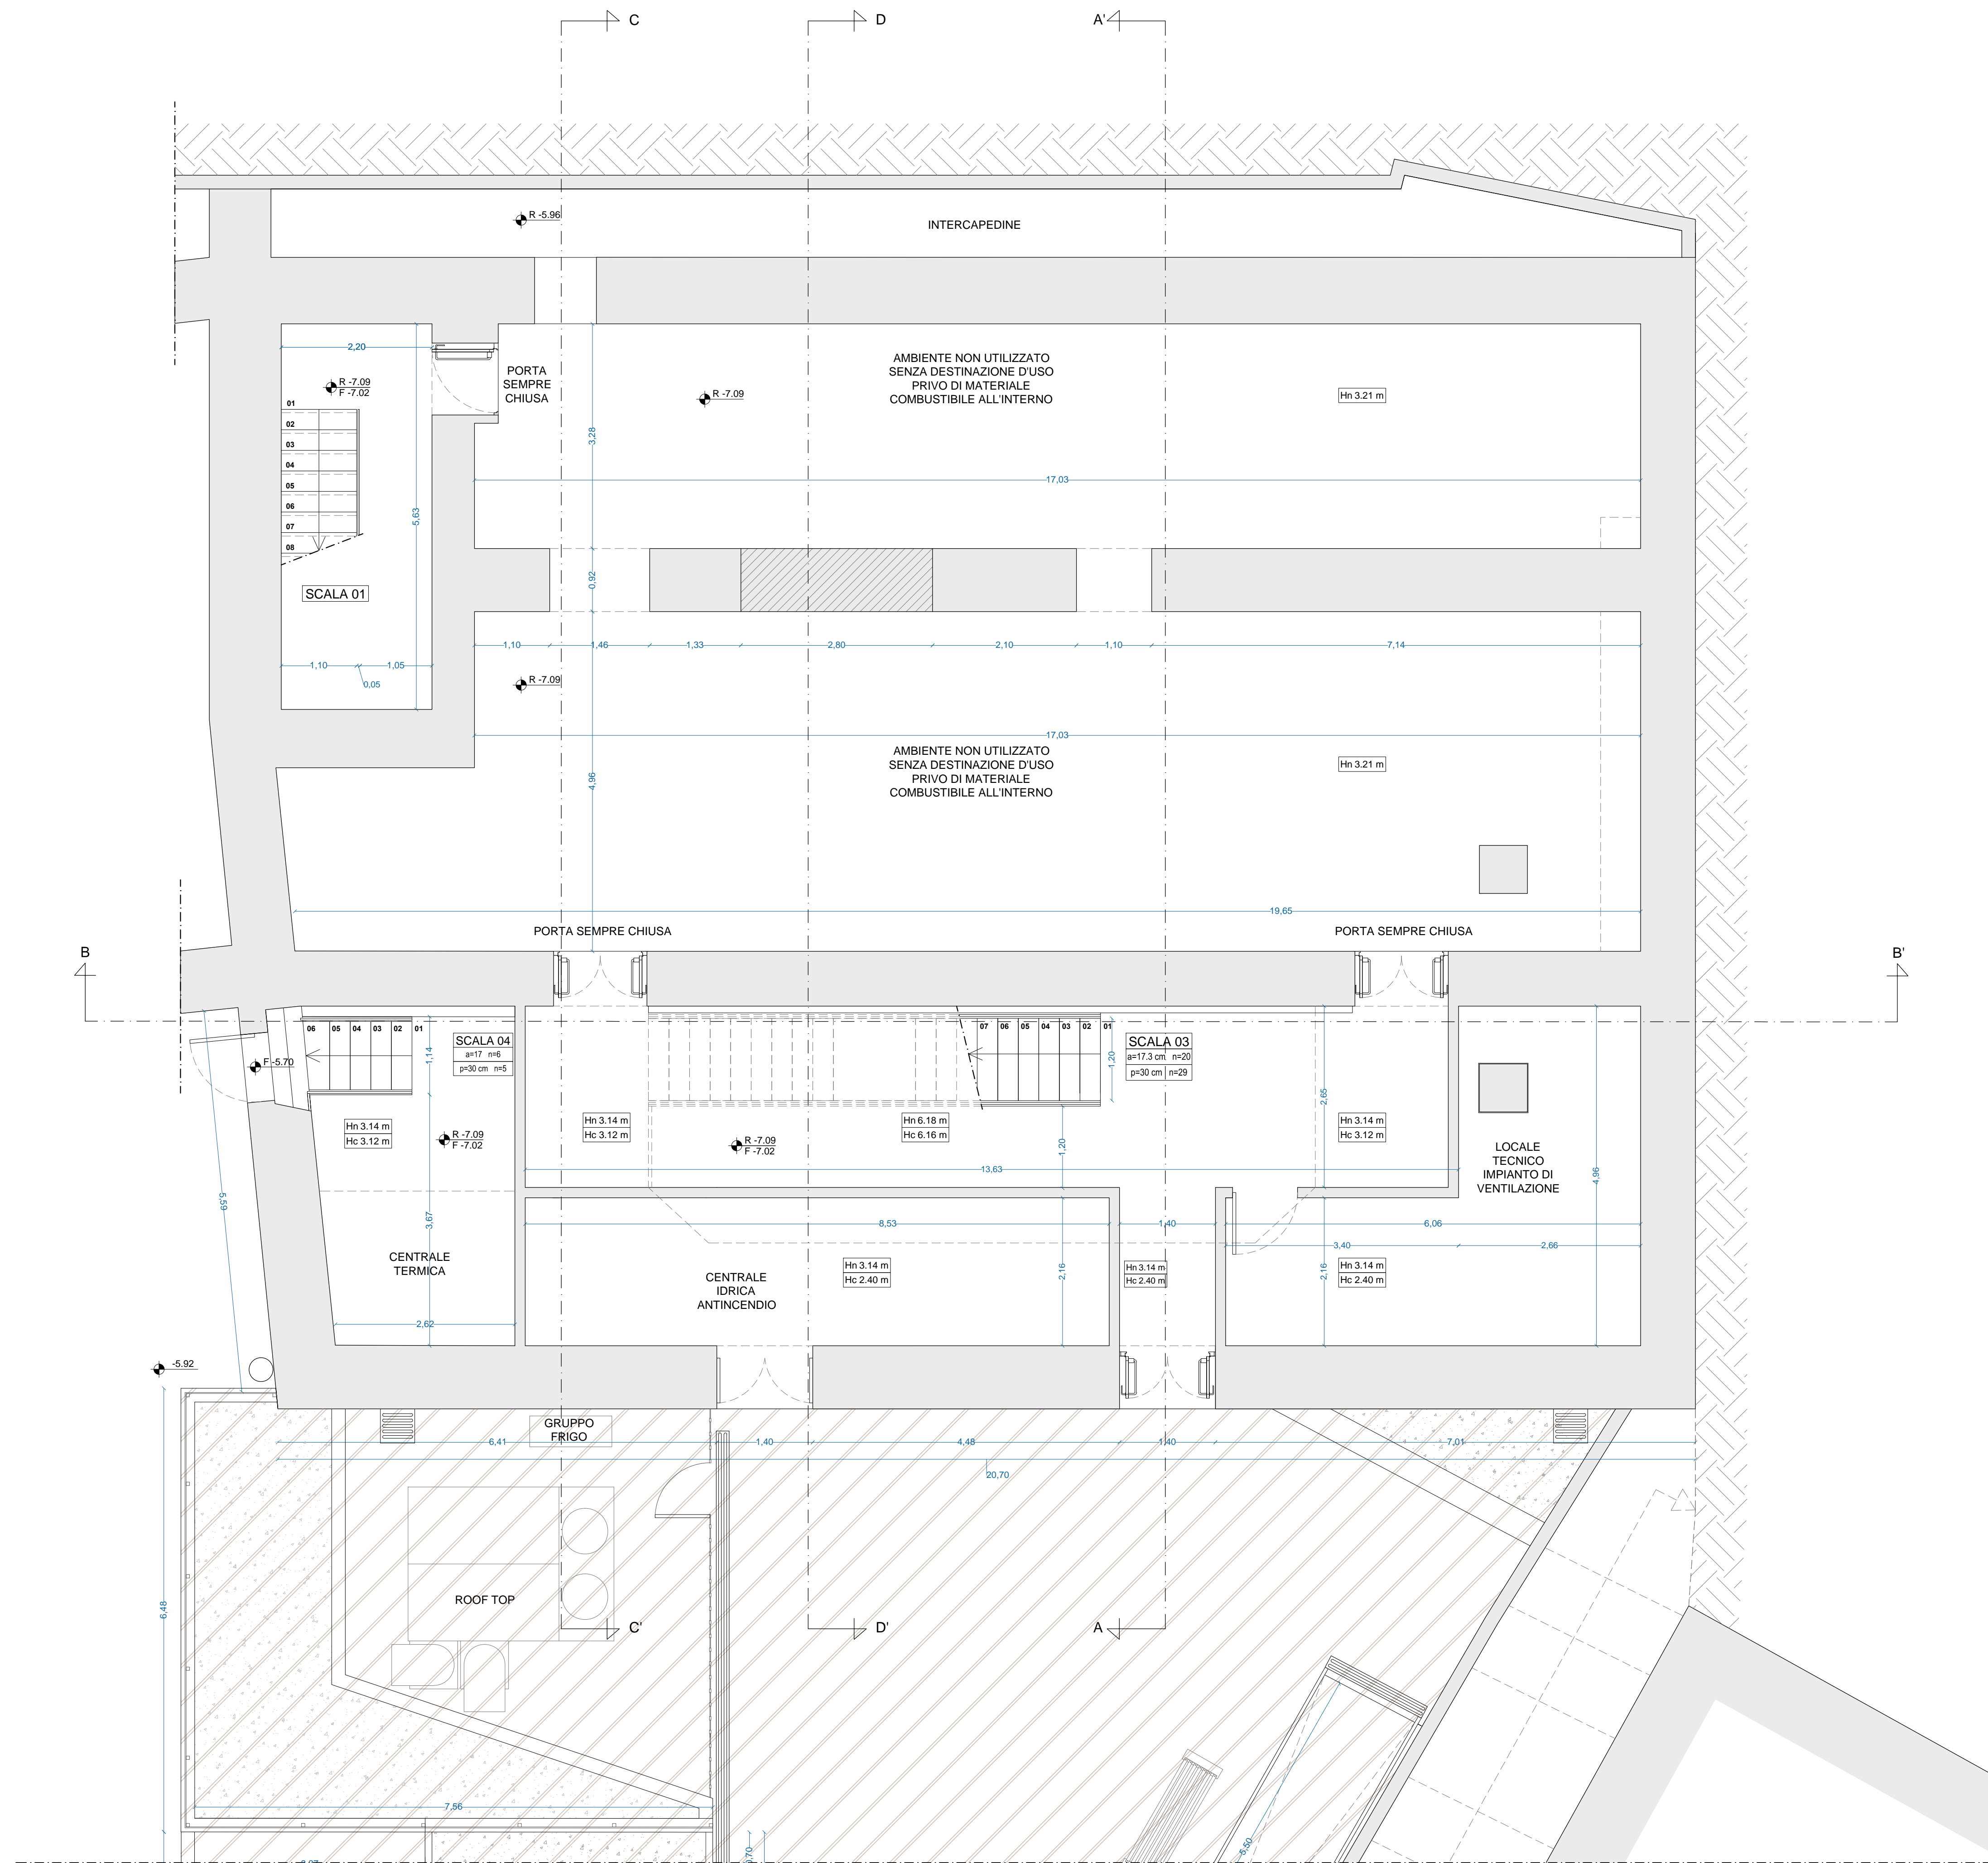 C
D
A'
R -5.96
INTERCAPEDINE
2,20
R -7.09
F -7.02
PORTA
SEMPRE
CHIUSA
AMBIENTE NON UTILIZZATO
SENZA DESTINAZIONE D'USO
PRIVO DI MATERIALE
COMBUSTIBILE ALL'INTERNO
R -7.09
Hn 3.21 m
01
02
03
04
05
06
07
08
3,28
17,03
5,63
0,92
SCALA 01
1,10
1,46
1,33
2,80
2,10
1,10
7,14
1,10
1,05
0,05
R -7.09
17,03
AMBIENTE NON UTILIZZATO
SENZA DESTINAZIONE D'USO
PRIVO DI MATERIALE
COMBUSTIBILE ALL'INTERNO
Hn 3.21 m
4,96
19,65
PORTA SEMPRE CHIUSA
PORTA SEMPRE CHIUSA
B
B'
06
05
04
03
02
01
SCALA 04
a=17 n=6
p=30 cm n=5
1,14
07
06
05
04
03
02
01
SCALA 03
a=17.3 cm n=20
p=30 cm n=29
1,20
F -5.70
2,65
Hn 3.14 m
Hc 3.12 m
R -7.09
F -7.02
Hn 3.14 m
Hc 3.12 m
R -7.09
F -7.02
Hn 6.18 m
Hc 6.16 m
1,20
Hn 3.14 m
Hc 3.12 m
LOCALE
TECNICO
IMPIANTO DI
VENTILAZIONE
4,96
13,63
5,59
3,67
8,53
1,40
6,06
3,40
2,66
CENTRALE
TERMICA
CENTRALE
IDRICA
ANTINCENDIO
Hn 3.14 m
Hc 2.40 m
2,16
Hn 3.14 m
Hc 2.40 m
2,16
Hn 3.14 m
Hc 2.40 m
2,62
-5.92
GRUPPO
FRIGO
6,41
1,40
4,48
1,40
7,01
20,70
ROOF TOP
6,48
C'
D'
A
7,56
5,50